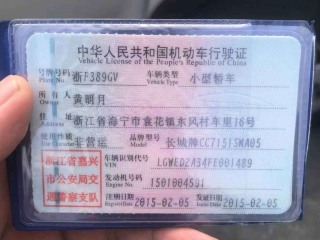 中华人民共和国机动车行驶证
Vehicle License of the People's Republic of China
号牌号码 浙F389GV 车辆类型 小型轿车
Plate No. Vehicle Type
所有人 黄明月
Owner
住址 浙江省海宁市袁花镇东风村车里16号
Address
使用性质 非营运 品牌型号 长城牌CC7151SMA05
Use Character Model
浙江省嘉兴市公安局交通警察支队
车辆识别代号 LGWED2A34FE001489
VIN
发动机号码 1501004591
Engine No.
注册日期 2015-02-05 发证日期 2015-02-05
Register Date Issue Date